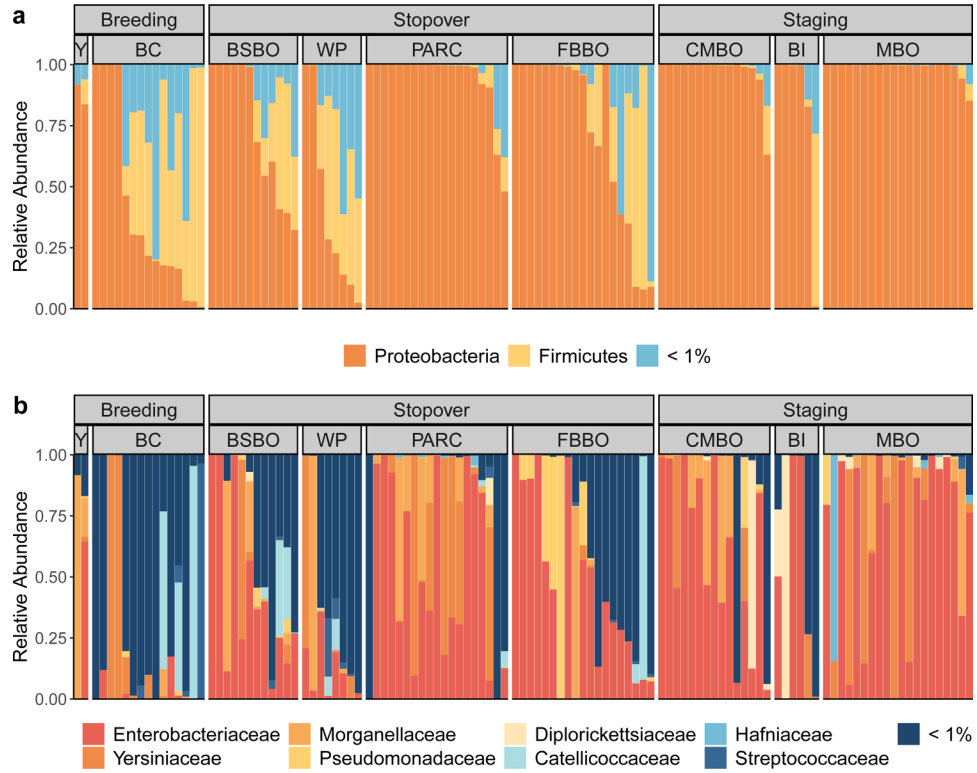 a
Breeding Stopover Staging
Y BC BSBO WP PARC FBBO CMBO BI MBO
1.00
0.75
0.50
0.25
0.00
Relative Abundance
Proteobacteria Firmicutes < 1%
b
Breeding Stopover Staging
Y BC BSBO WP PARC FBBO CMBO BI MBO
1.00
0.75
0.50
0.25
0.00
Relative Abundance
Enterobacteriaceae Morganellaceae Diplorickettsiaceae Hafniaceae < 1%
Yersiniaceae Pseudomonadaceae Catellicoccaceae Streptococcaceae